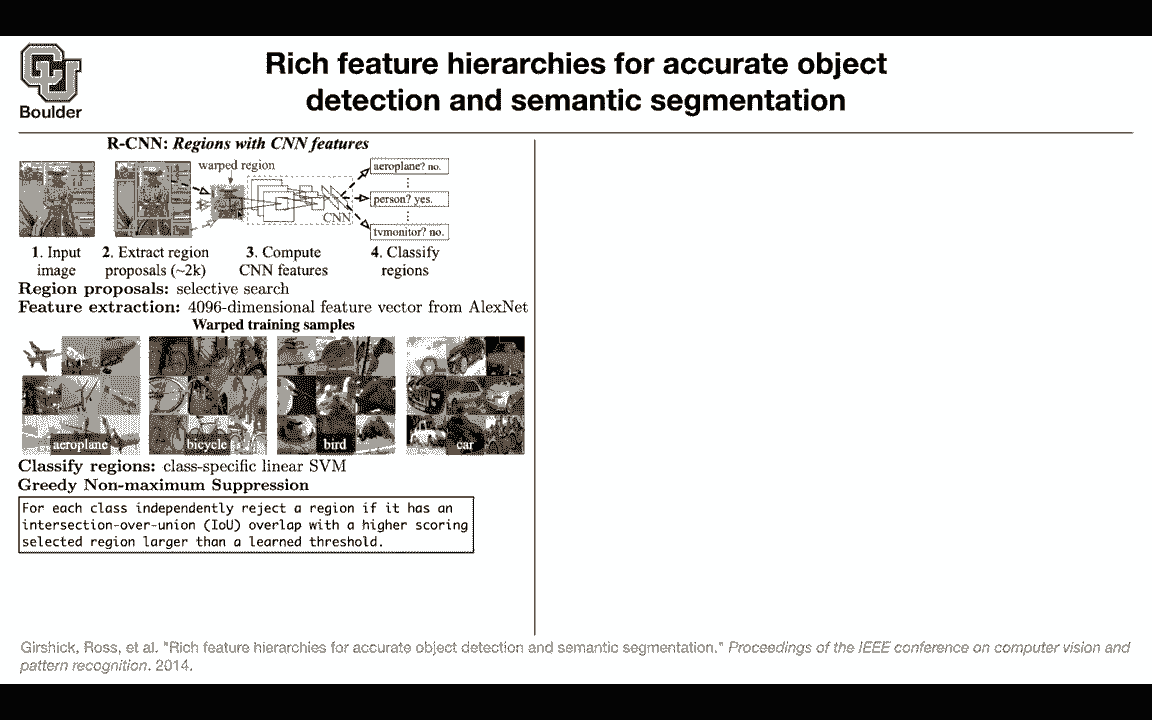 Boulder
Rich feature hierarchies for accurate object
detection and semantic segmentation
R-CNN: Regions with CNN features
warped region
aeroplane? no.
person? yes.
CNN
tvmonitor? no.
1. Input
image
2. Extract region
proposals (~2k)
3. Compute
CNN features
4. Classify
regions
Region proposals: selective search
Feature extraction: 4096-dimensional feature vector from AlexNet
Warped training samples
aeroplane
bicycle
bird
car
Classify regions: class-specific linear SVM
Greedy Non-maximum Suppression
For each class independently reject a region if it has an
intersection-over-union (IoU) overlap with a higher scoring
selected region larger than a learned threshold.
Girshick, Ross, et al. "Rich feature hierarchies for accurate object detection and semantic segmentation." Proceedings of the IEEE conference on computer vision and
pattern recognition. 2014.